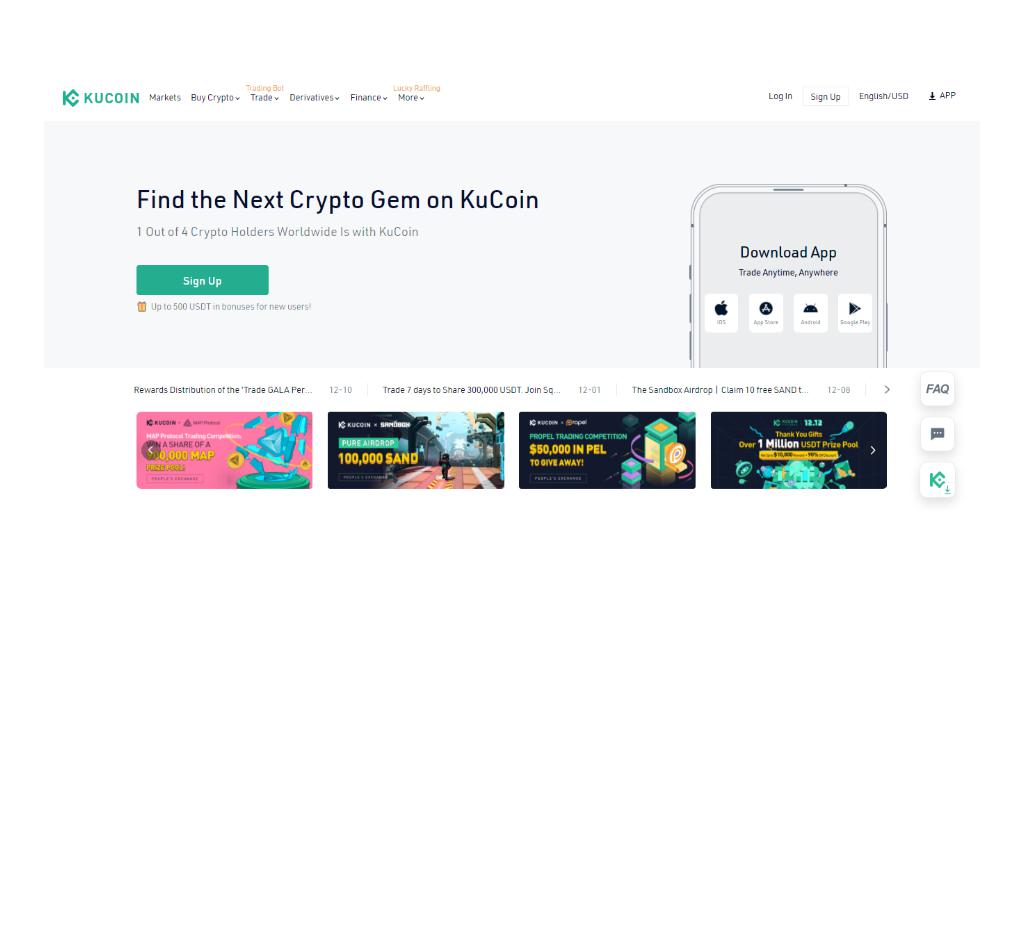 KUCOIN
Markets
Buy Crypto
Trading Bot
Trade
Derivatives
Finance
Lucky Raffling
More
Log In
Sign Up
English/USD
APP
Find the Next Crypto Gem on KuCoin
1 Out of 4 Crypto Holders Worldwide Is with KuCoin
Sign Up
Up to 500 USDT in bonuses for new users!
Download App
Trade Anytime, Anywhere
iOS
App Store
Android
Google Play
Rewards Distribution of the "Trade GALA Per... 12-10
Trade 7 days to Share 300,000 USDT. Join Sq... 12-01
The Sandbox Airdrop | Claim 10 free SAND t... 12-08
FAQ
KUCOIN × MAP Protocol
MAP Protocol Trading Competition,
WIN A SHARE OF A
00,000 MAP
PRIZE POOL!
PEOPLE'S EXCHANGE
KUCOIN × SANDBOX
PURE AIRDROP
100,000 SAND
PEOPLE'S EXCHANGE
KUCOIN × Propel
PROPEL TRADING COMPETITION
$50,000 IN PEL
TO GIVE AWAY!
PEOPLE'S EXCHANGE
KUCOIN 12.12
Thank You Gifts
Over 1 Million USDT Prize Pool